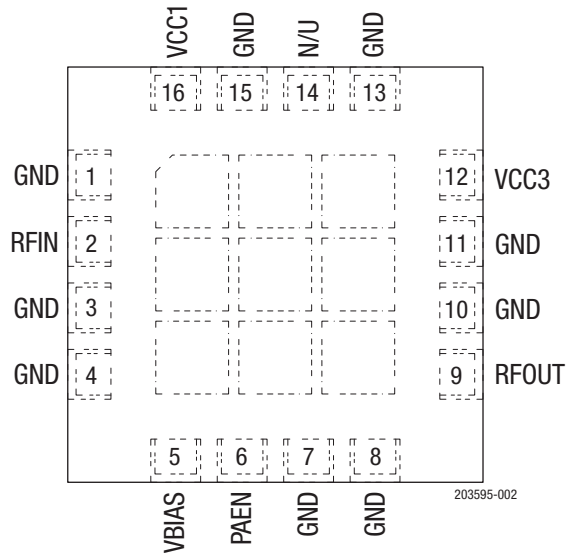 VCC1 GND N/U GND
16 15 14 13
GND 1 12 VCC3
RFIN 2 11 GND
GND 3 10 GND
GND 4 9 RFOUT
5 6 7 8
VBIAS PAEN GND GND
203595-002